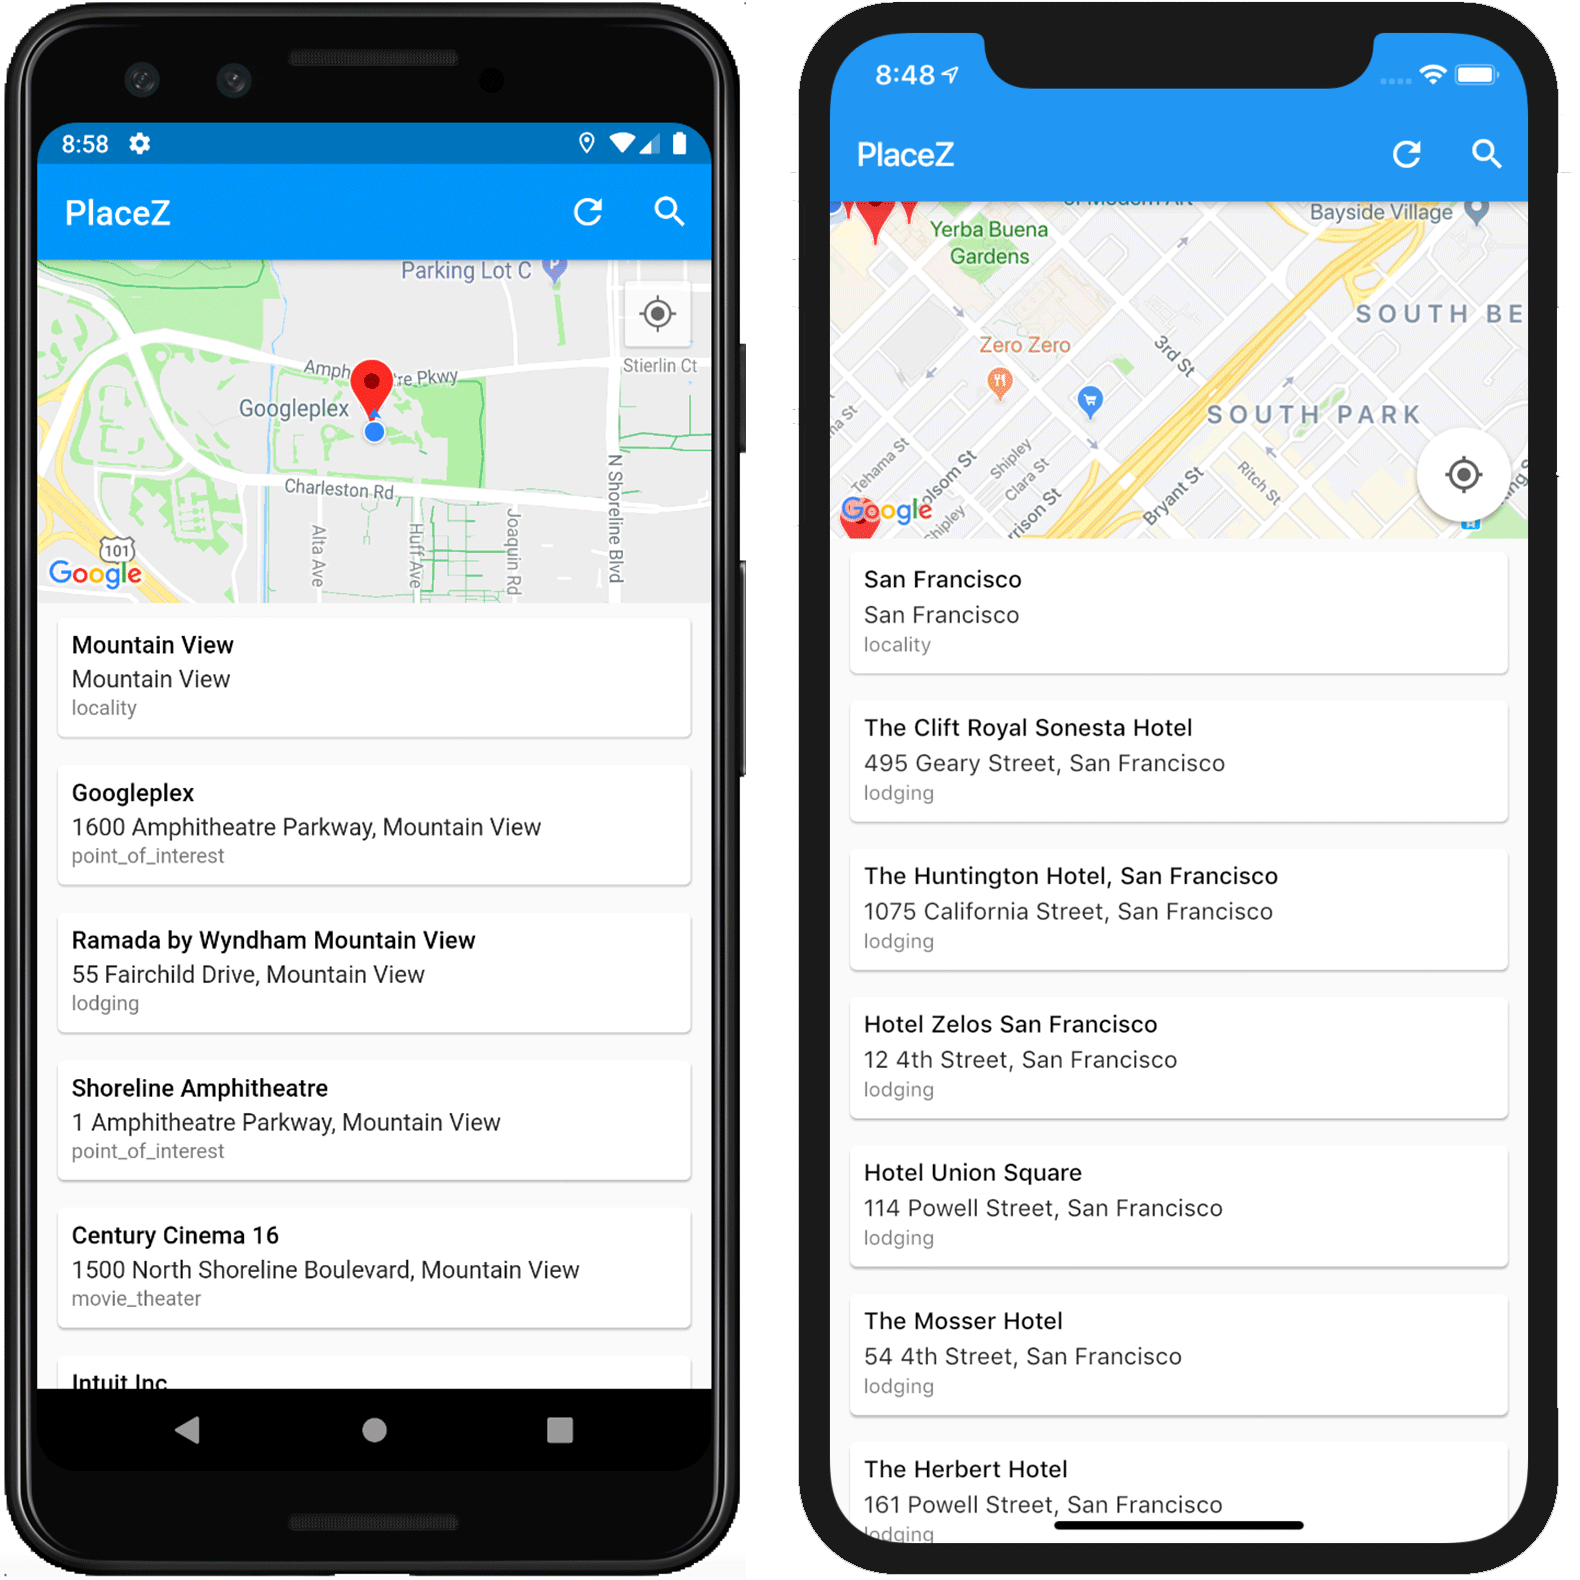 8:58
PlaceZ
Parking Lot C
P
Stierlin Ct
Googleplex
Charleston Rd
N Shoreline Blvd
Alta Ave
Huff Ave
Joaquin Rd
101
Google
Mountain View
Mountain View
locality
Googleplex
1600 Amphitheatre Parkway, Mountain View
point_of_interest
Ramada by Wyndham Mountain View
55 Fairchild Drive, Mountain View
lodging
Shoreline Amphitheatre
1 Amphitheatre Parkway, Mountain View
point_of_interest
Century Cinema 16
1500 North Shoreline Boulevard, Mountain View
movie_theater
Intuit Inc
8:48
PlaceZ
of Modern Art
Bayside Village
Yerba Buena
Gardens
SOUTH BE
Zero Zero
3rd St
SOUTH PARK
Tehama St
Shipley
Clara St
olsom St
Shipley
rrison St
Bryant St
Ritch St
Google
San Francisco
San Francisco
locality
The Clift Royal Sonesta Hotel
495 Geary Street, San Francisco
lodging
The Huntington Hotel, San Francisco
1075 California Street, San Francisco
lodging
Hotel Zelos San Francisco
12 4th Street, San Francisco
lodging
Hotel Union Square
114 Powell Street, San Francisco
lodging
The Mosser Hotel
54 4th Street, San Francisco
lodging
The Herbert Hotel
161 Powell Street, San Francisco
lodging